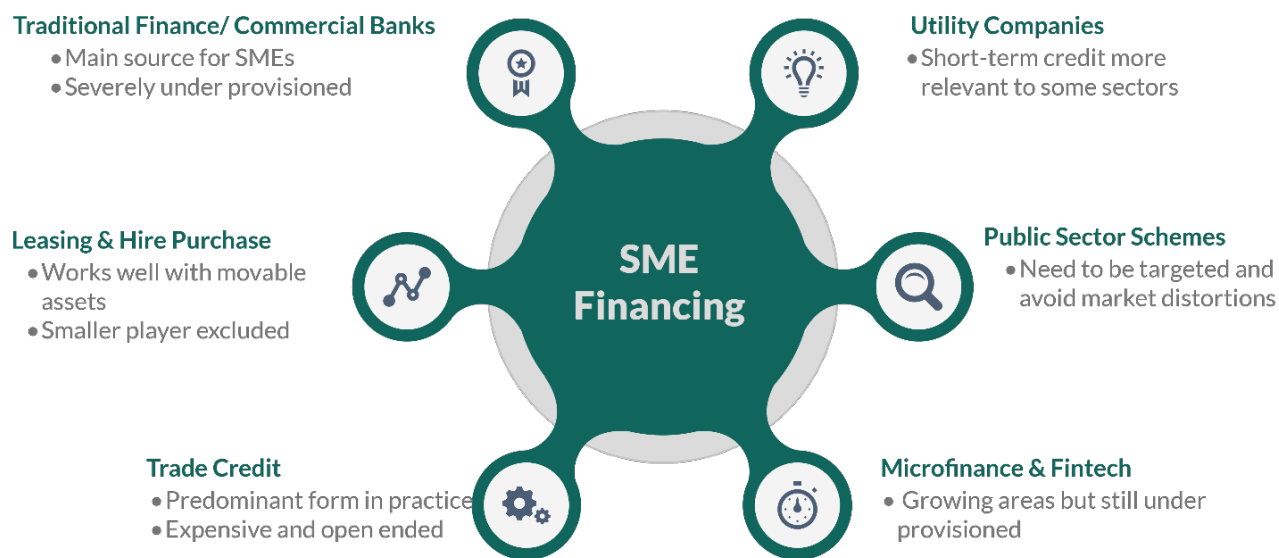 Traditional Finance/ Commercial Banks
• Main source for SMEs
• Severely under provisioned
Utility Companies
• Short-term credit more
relevant to some sectors
Leasing & Hire Purchase
• Works well with movable
assets
• Smaller player excluded
SME
Financing
Public Sector Schemes
• Need to be targeted and
avoid market distortions
Trade Credit
• Predominant form in practice
• Expensive and open ended
Microfinance & Fintech
• Growing areas but still under
provisioned